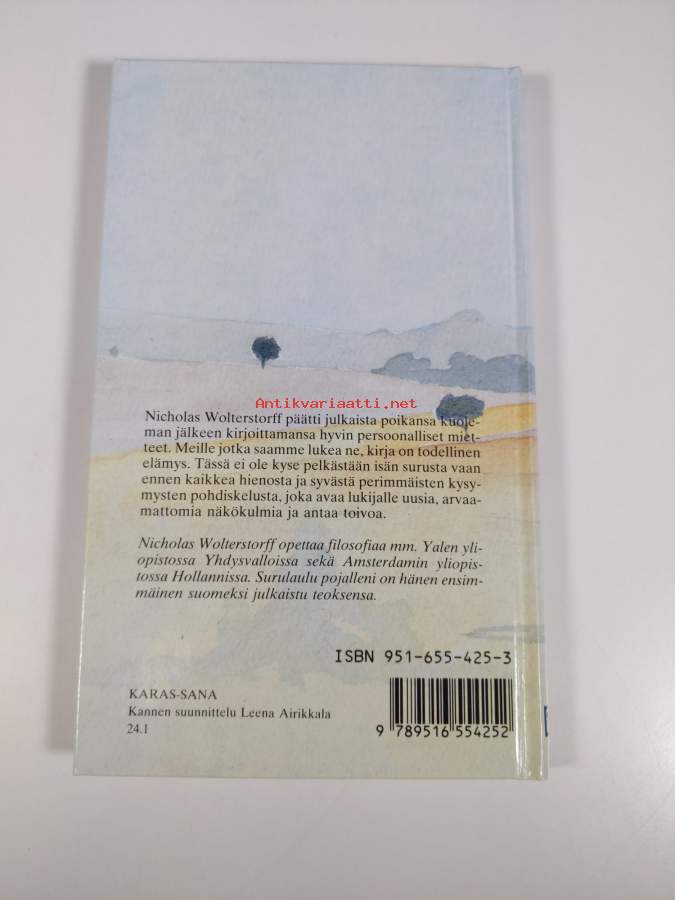 Antikvariaatti.net
Nicholas Wolterstorff päätti julkaista poikansa kuole-
man jälkeen kirjoittamansa hyvin persoonalliset miet-
teet. Meille jotka saamme lukea ne, kirja on todellinen
elämys. Tässä ei ole kyse pelkästään isän surusta vaan
ennen kaikkea hienosta ja syvästä perimmäisten kysy-
mysten pohdiskelusta, joka avaa lukijalle uusia, arvaa-
mattomia näkökulmia ja antaa toivoa.
Nicholas Wolterstorff opettaa filosofiaa mm. Yalen yli-
opistossa Yhdysvalloissa sekä Amsterdamin yliopis-
tossa Hollannissa. Surulaulu pojalleni on hänen ensim-
mäinen suomeksi julkaistu teoksensa.
ISBN 951-655-425-3
KARAS-SANA
Kannen suunnittelu Leena Airikkala
24.1
9 789516 554252